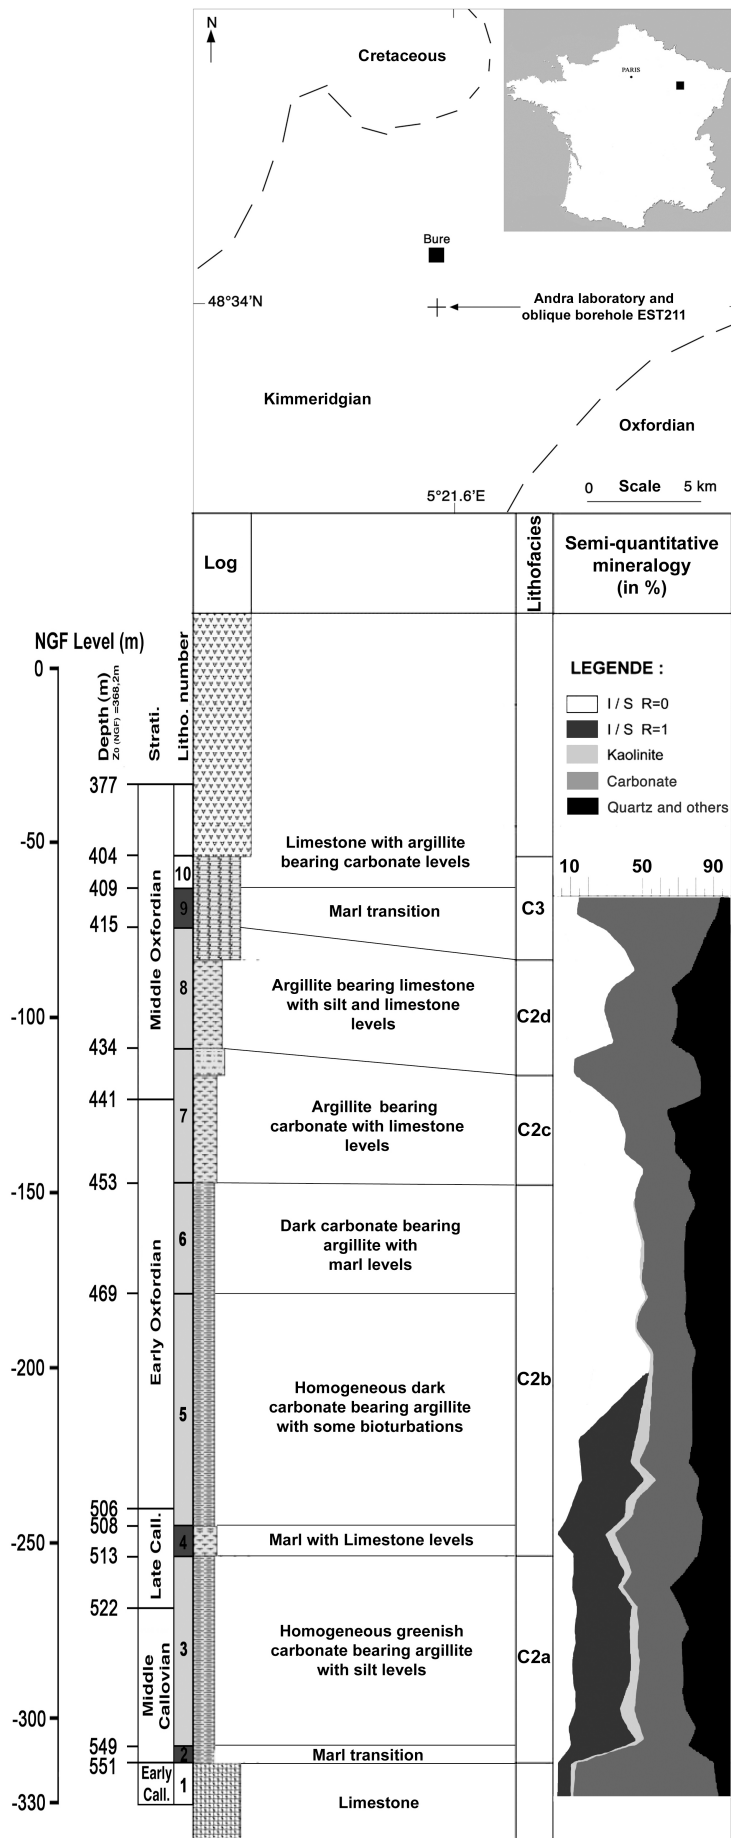 N
Cretaceous
PARIS
Bure
48°34'N
Andra laboratory and
oblique borehole EST211
Kimmeridgian
Oxfordian
5°21.6'E
0 Scale 5 km
Log
Lithofacies
Semi-quantitative
mineralogy
(in %)
NGF Level (m)
Depth (m)
Z0 (NGF) =368,2m
Strati.
Litho. number
LEGENDE :
I / S R=0
I / S R=1
Kaolinite
Carbonate
Quartz and others
10 50 90
0
-50
-100
-150
-200
-250
-300
-330
377
404
409
415
434
441
453
469
506
508
513
522
549
551
Middle Oxfordian
Early Oxfordian
Late Call.
Middle
Callovian
Early
Call.
10
9
8
7
6
5
4
3
2
1
Limestone with argillite
bearing carbonate levels
Marl transition
Argillite bearing limestone
with silt and limestone
levels
Argillite bearing
carbonate with limestone
levels
Dark carbonate bearing
argillite with
marl levels
Homogeneous dark
carbonate bearing argillite
with some bioturbations
Marl with Limestone levels
Homogeneous greenish
carbonate bearing argillite
with silt levels
Marl transition
Limestone
C3
C2d
C2c
C2b
C2a